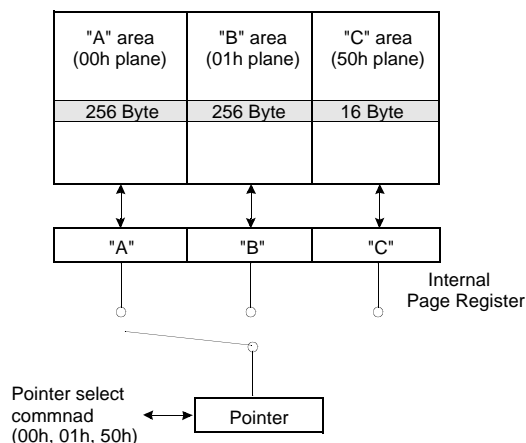 "A" area
(00h plane)
"B" area
(01h plane)
"C" area
(50h plane)
256 Byte
256 Byte
16 Byte
"A"
"B"
"C"
Internal
Page Register
Pointer select
commnad
(00h, 01h, 50h)
Pointer